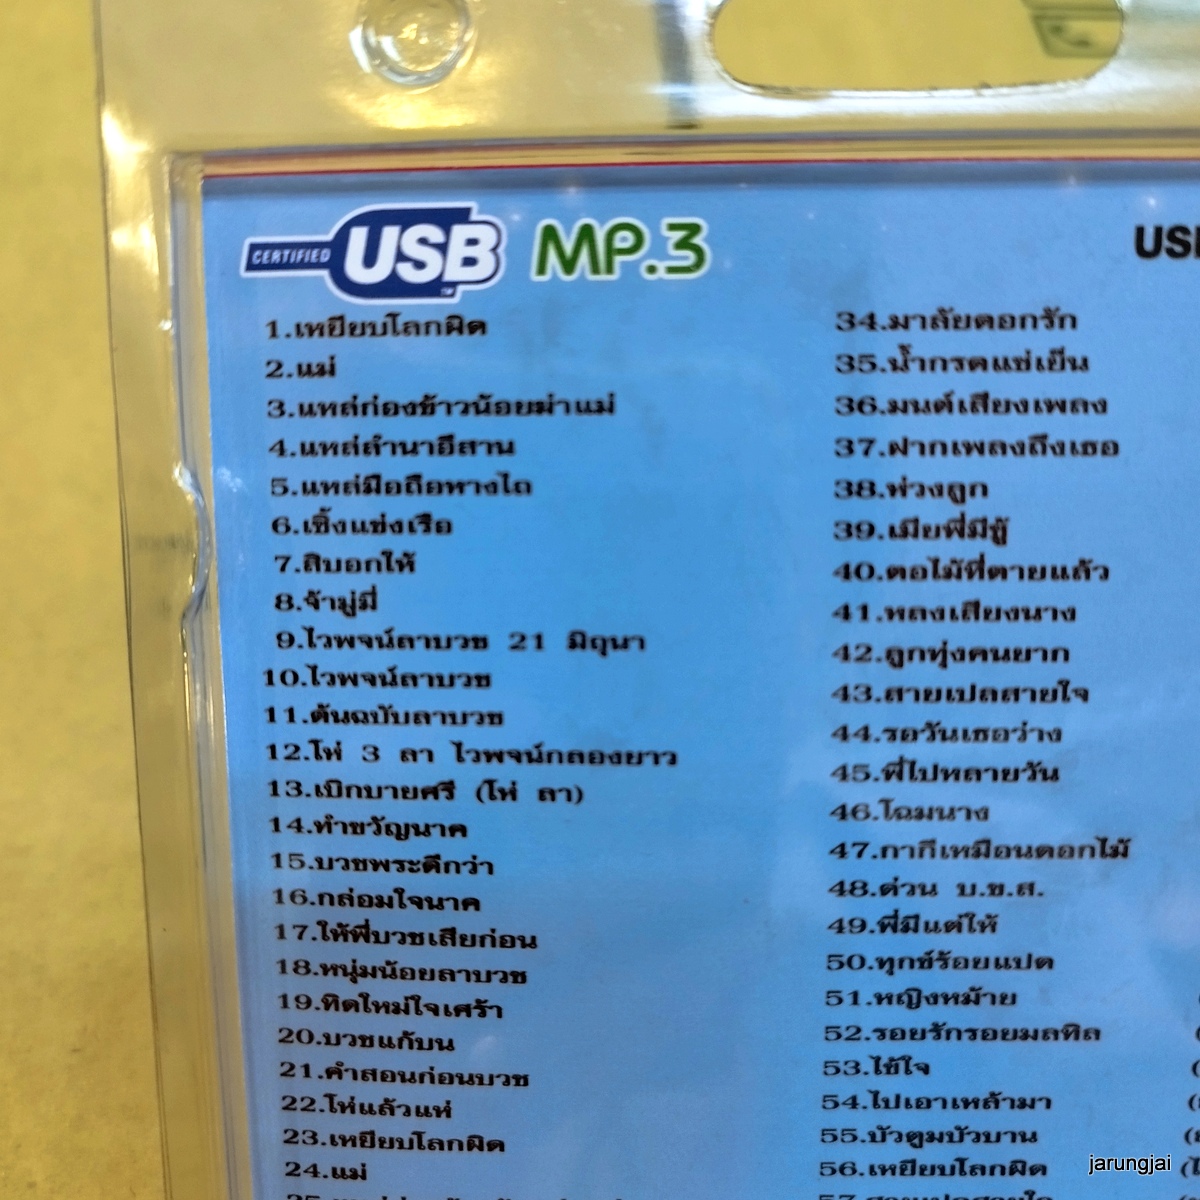 CERTIFIED USB MP.3
1.เหยียบโลกผิด
2.แม่
3.แหล่ก่องข้าวน้อยฆ่าแม่
4.แหล่ลำนาอีสาน
5.แหล่มือถือทางไถ
6.เซิ้งแข่งเรือ
7.สิบอกให้
8.จ้ามู่มี่
9.ไวพจน์ลาบวช 21 มิถุนา
10.ไวพจน์ลาบวช
11.ต้นฉบับลาบวช
12.โห่ 3 ลา ไวพจน์กลองยาว
13.เบิกบายศรี (โห่ ลา)
14.ทำขวัญนาค
15.บวชพระดีกว่า
16.กล่อมใจนาค
17.ให้พี่บวชเสียก่อน
18.หนุ่มน้อยลาบวช
19.ทิดใหม่ใจเศร้า
20.บวชแก้บน
21.คำสอนก่อนบวช
22.โห่แล้วแห่
23.เหยียบโลกผิด
24.แม่
34.มาลัยดอกรัก
35.น้ำกรดแช่เย็น
36.มนต์เสียงเพลง
37.ฝากเพลงถึงเธอ
38.ห่วงลูก
39.เมียพี่มีชู้
40.ตอไม้ที่ตายแล้ว
41.หลงเสียงนาง
42.ลูกทุ่งคนยาก
43.สายเปลสายใจ
44.รอวันเธอว่าง
45.พี่ไปหลายวัน
46.โฉมนาง
47.กากีเหมือนดอกไม้
48.ด่วน บ.ข.ส.
49.พี่มีแต่ให้
50.ทุกข์ร้อยแปด
51.หญิงหม้าย
52.รอยรักรอยมลทิล
53.ไข้ใจ
54.ไปเอาเหล้ามา
55.บัวตูมบัวบาน
56.เหยียบโลกผิด
jarungjai